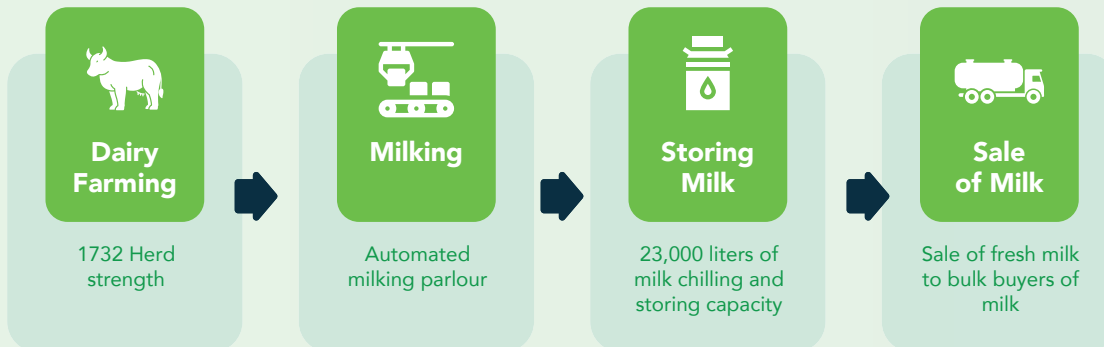 Dairy
Farming
1732 Herd
strength
Milking
Automated
milking parlour
Storing
Milk
23,000 liters of
milk chilling and
storing capacity
Sale
of Milk
Sale of fresh milk
to bulk buyers of
milk